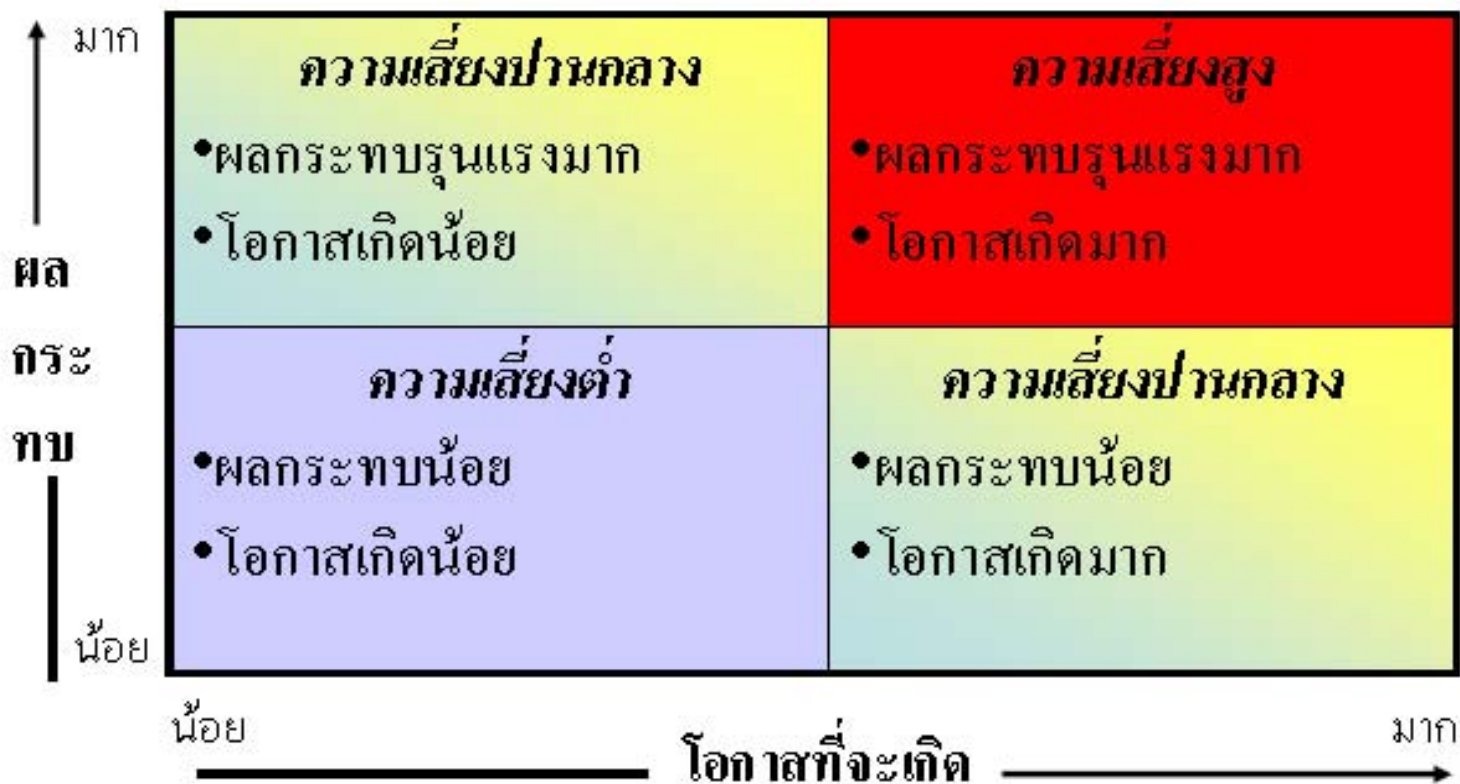 มาก
ความเสี่ยงปานกลาง
•ผลกระทบรุนแรงมาก
•โอกาสเกิดน้อย
ความเสี่ยงสูง
•ผลกระทบรุนแรงมาก
•โอกาสเกิดมาก
ผล
กระ
ทบ
ความเสี่ยงต่ำ
•ผลกระทบน้อย
•โอกาสเกิดน้อย
ความเสี่ยงปานกลาง
•ผลกระทบน้อย
•โอกาสเกิดมาก
น้อย
น้อย
โอกาสที่จะเกิด
มาก